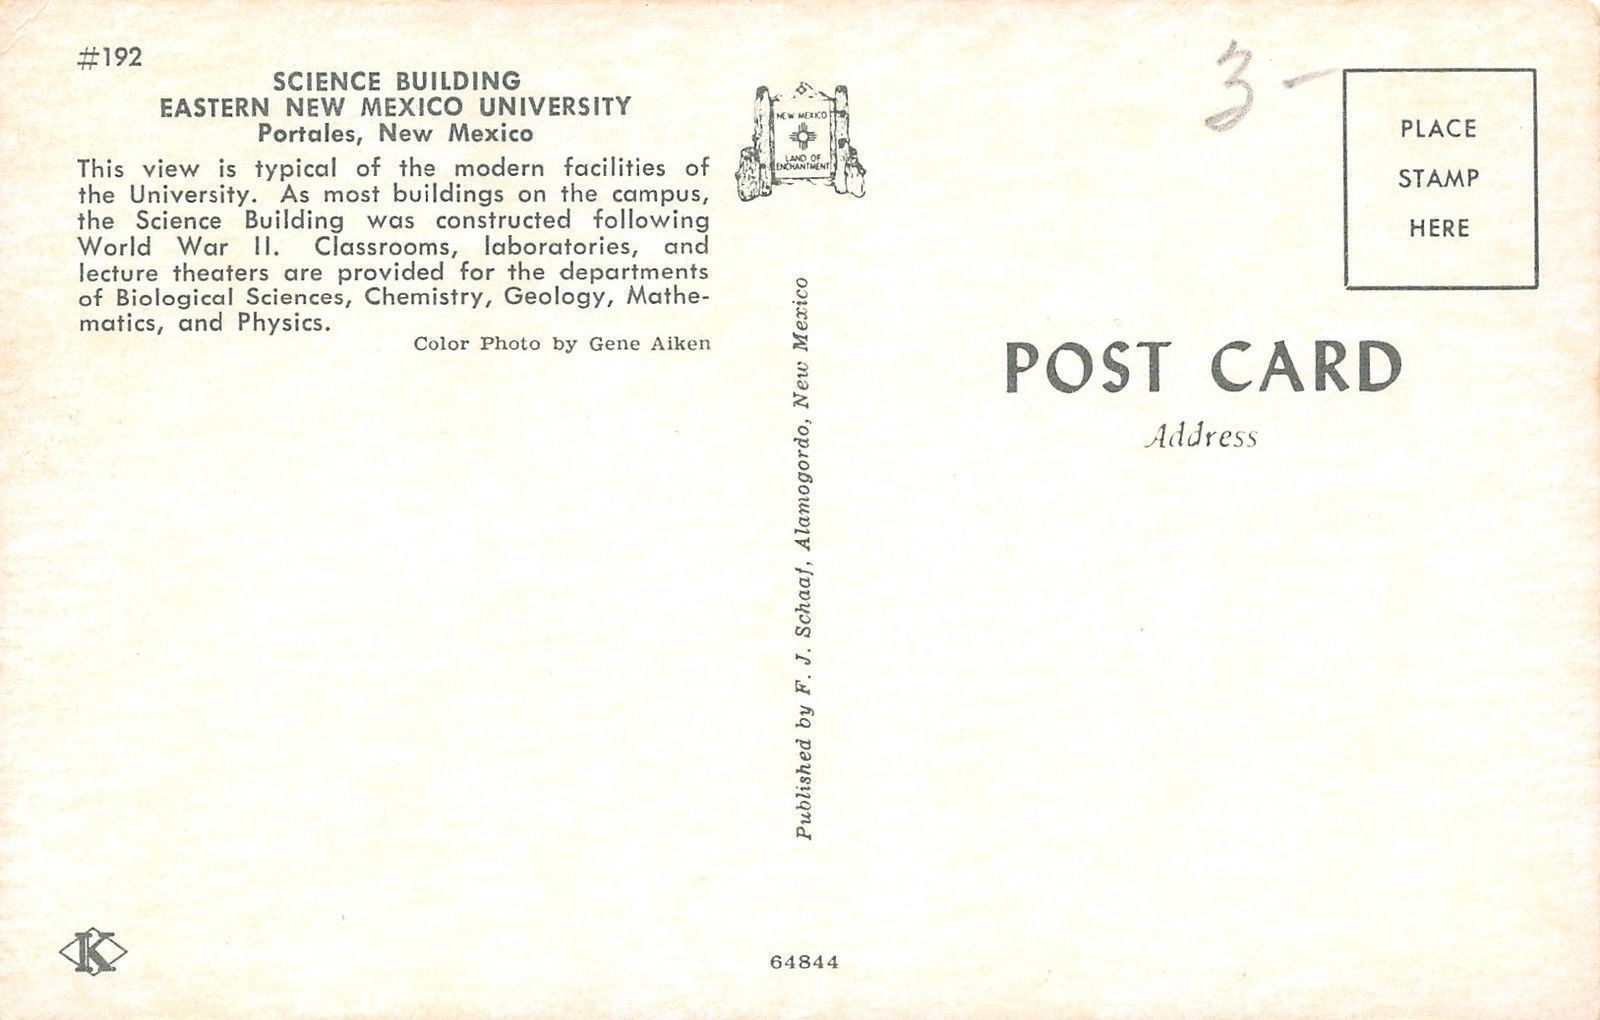 #192
SCIENCE BUILDING
EASTERN NEW MEXICO UNIVERSITY
Portales, New Mexico
This view is typical of the modern facilities of
the University. As most buildings on the campus,
the Science Building was constructed following
World War II. Classrooms, laboratories, and
lecture theaters are provided for the departments
of Biological Sciences, Chemistry, Geology, Mathe-
matics, and Physics.
Color Photo by Gene Aiken
NEW MEXICO
LAND OF
ENCHANTMENT
Published by F. J. Schaaf, Alamogordo, New Mexico
3 –
PLACE
STAMP
HERE
POST CARD
Address
K
64844